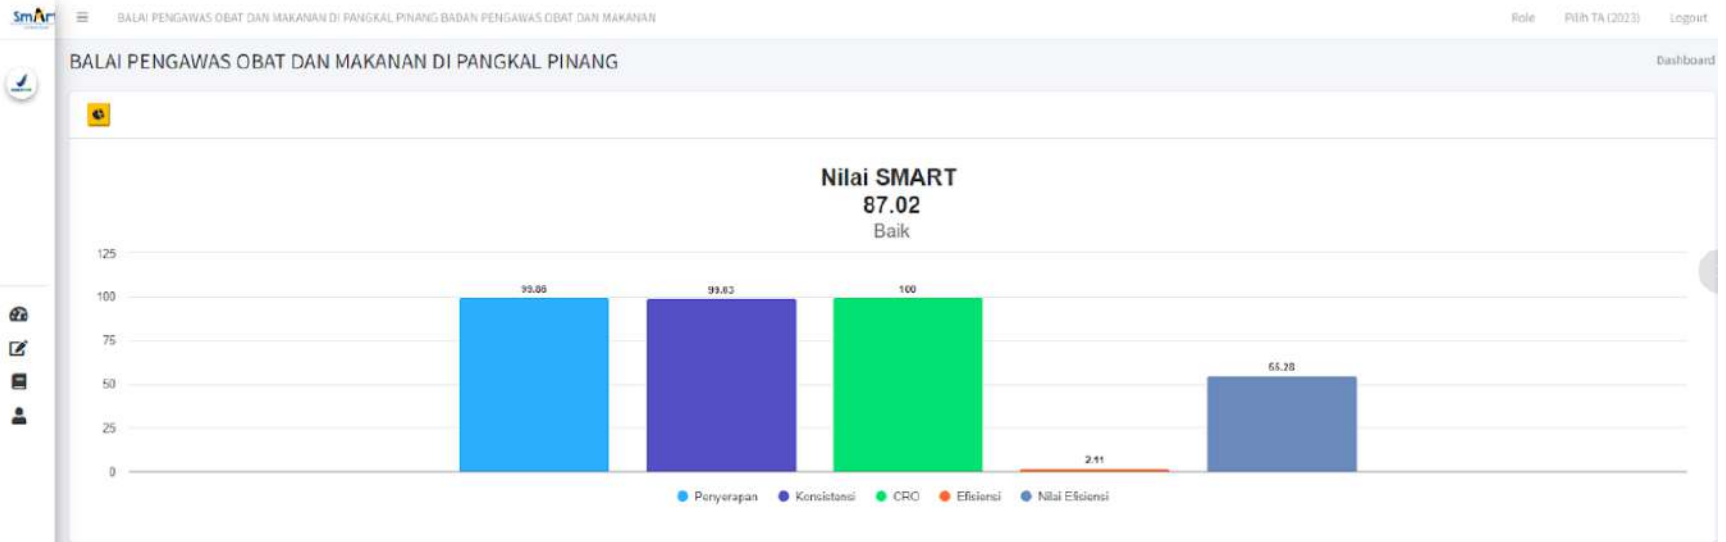 Smart
BALAI PENGAWAS OBAT DAN MAKANAN DI PANGKAL PINANG BADAN PENGAWAS OBAT DAN MAKANAN
Role Pilih TA (2023) Logout
BALAI PENGAWAS OBAT DAN MAKANAN DI PANGKAL PINANG
Dashboard
Nilai SMART
87.02
Baik
125
100
75
50
25
0
99.86
99.63
100
2.11
55.28
Penyerapan Konsistensi CRO Efisiensi Nilai Efisiensi